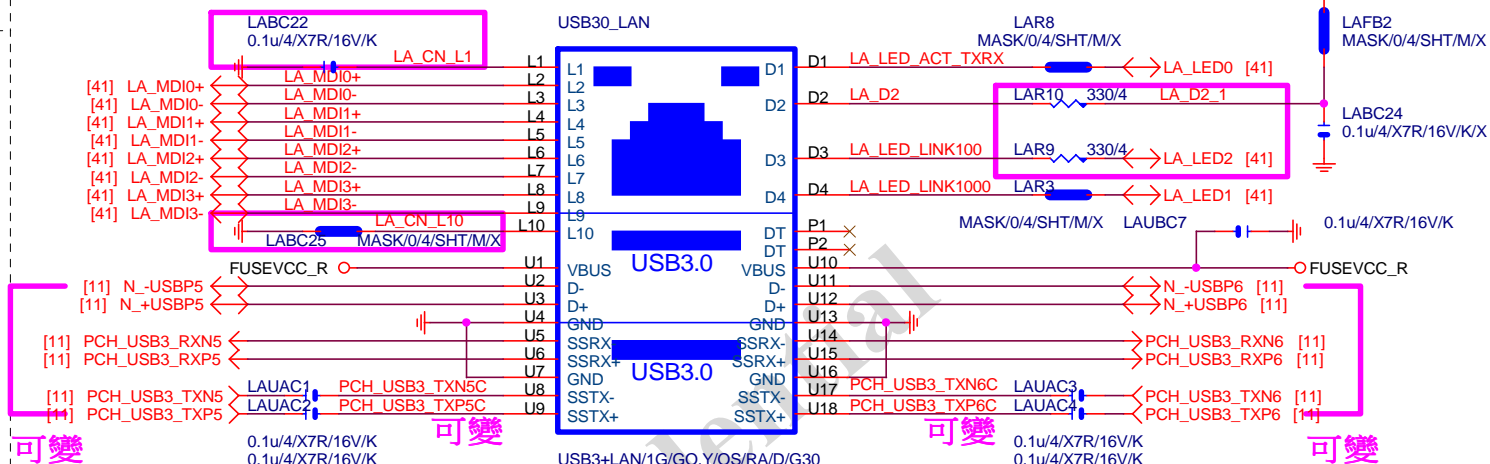 LABC22 USB30_LAN LAR8 LAFB2
0.1u/4/X7R/16V/K MASK/0/4/SHT/M/X MASK/0/4/SHT/M/X
LA_CN_L1 L1 L1 D1 D1 LA_LED_ACT_TXRX LA_LED0 [41]
[41] LA_MDI0+ LA_MDI0+ L2 L2
[41] LA_MDI0- LA_MDI0- L3 L3 D2 D2 LA_D2 LAR10 330/4 LA_D2_1
[41] LA_MDI1+ LA_MDI1+ L4 L4 LABC24
[41] LA_MDI1- LA_MDI1- L5 L5 0.1u/4/X7R/16V/K/X
[41] LA_MDI2+ LA_MDI2+ L6 L6 D3 D3 LA_LED_LINK100 LAR9 330/4 LA_LED2 [41]
[41] LA_MDI2- LA_MDI2- L7 L7
[41] LA_MDI3+ LA_MDI3+ L8 L8 D4 D4 LA_LED_LINK1000 LAR3 LA_LED1 [41]
[41] LA_MDI3- LA_MDI3- L9 L9
LA_CN_L10 L10 L10 DT P1 MASK/0/4/SHT/M/X LAUBC7 0.1u/4/X7R/16V/K
LABC25 MASK/0/4/SHT/M/X DT P2
FUSEVCC_R U1 VBUS USB3.0 VBUS U10 FUSEVCC_R
[11] N_-USBP5 U2 D- D- U11 N_-USBP6 [11]
[11] N_+USBP5 U3 D+ D+ U12 N_+USBP6 [11]
U4 GND GND U13
[11] PCH_USB3_RXN5 U5 SSRX- SSRX- U14 PCH_USB3_RXN6 [11]
[11] PCH_USB3_RXP5 U6 SSRX+ SSRX+ U15 PCH_USB3_RXP6 [11]
U7 GND USB3.0 GND U16
[11] PCH_USB3_TXN5 LAUAC1 PCH_USB3_TXN5C U8 SSTX- SSTX- U17 PCH_USB3_TXN6C LAUAC3 PCH_USB3_TXN6 [11]
[11] PCH_USB3_TXP5 LAUAC2 PCH_USB3_TXP5C U9 SSTX+ SSTX+ U18 PCH_USB3_TXP6C LAUAC4 PCH_USB3_TXP6 [11]
可變 可變 可變 可變
0.1u/4/X7R/16V/K 0.1u/4/X7R/16V/K
0.1u/4/X7R/16V/K USB3+LAN/1G/GO,Y/OS/RA/D/G30 0.1u/4/X7R/16V/K